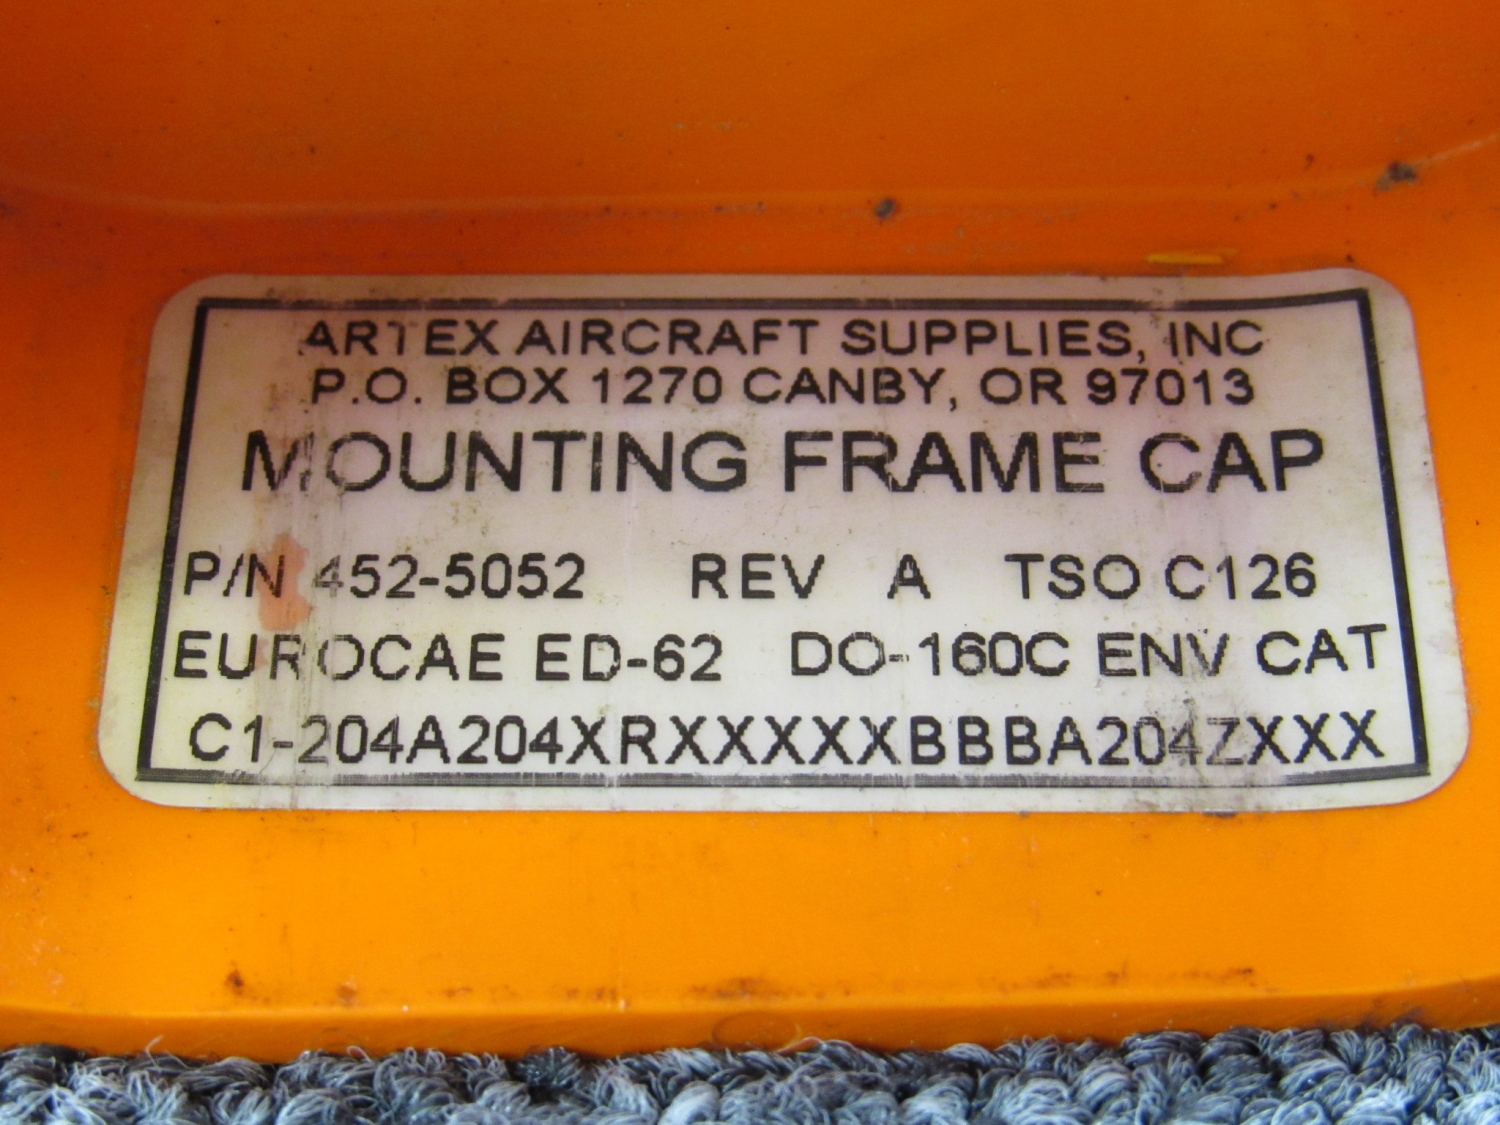 ARTEX AIRCRAFT SUPPLIES, INC
P.O. BOX 1270 CANBY, OR 97013
MOUNTING FRAME CAP
P/N 452-5052 REV A TSO C126
EUROCAE ED-62 DO-160C ENV CAT
C1-204A204XRXXXXXBBBA204ZXXX